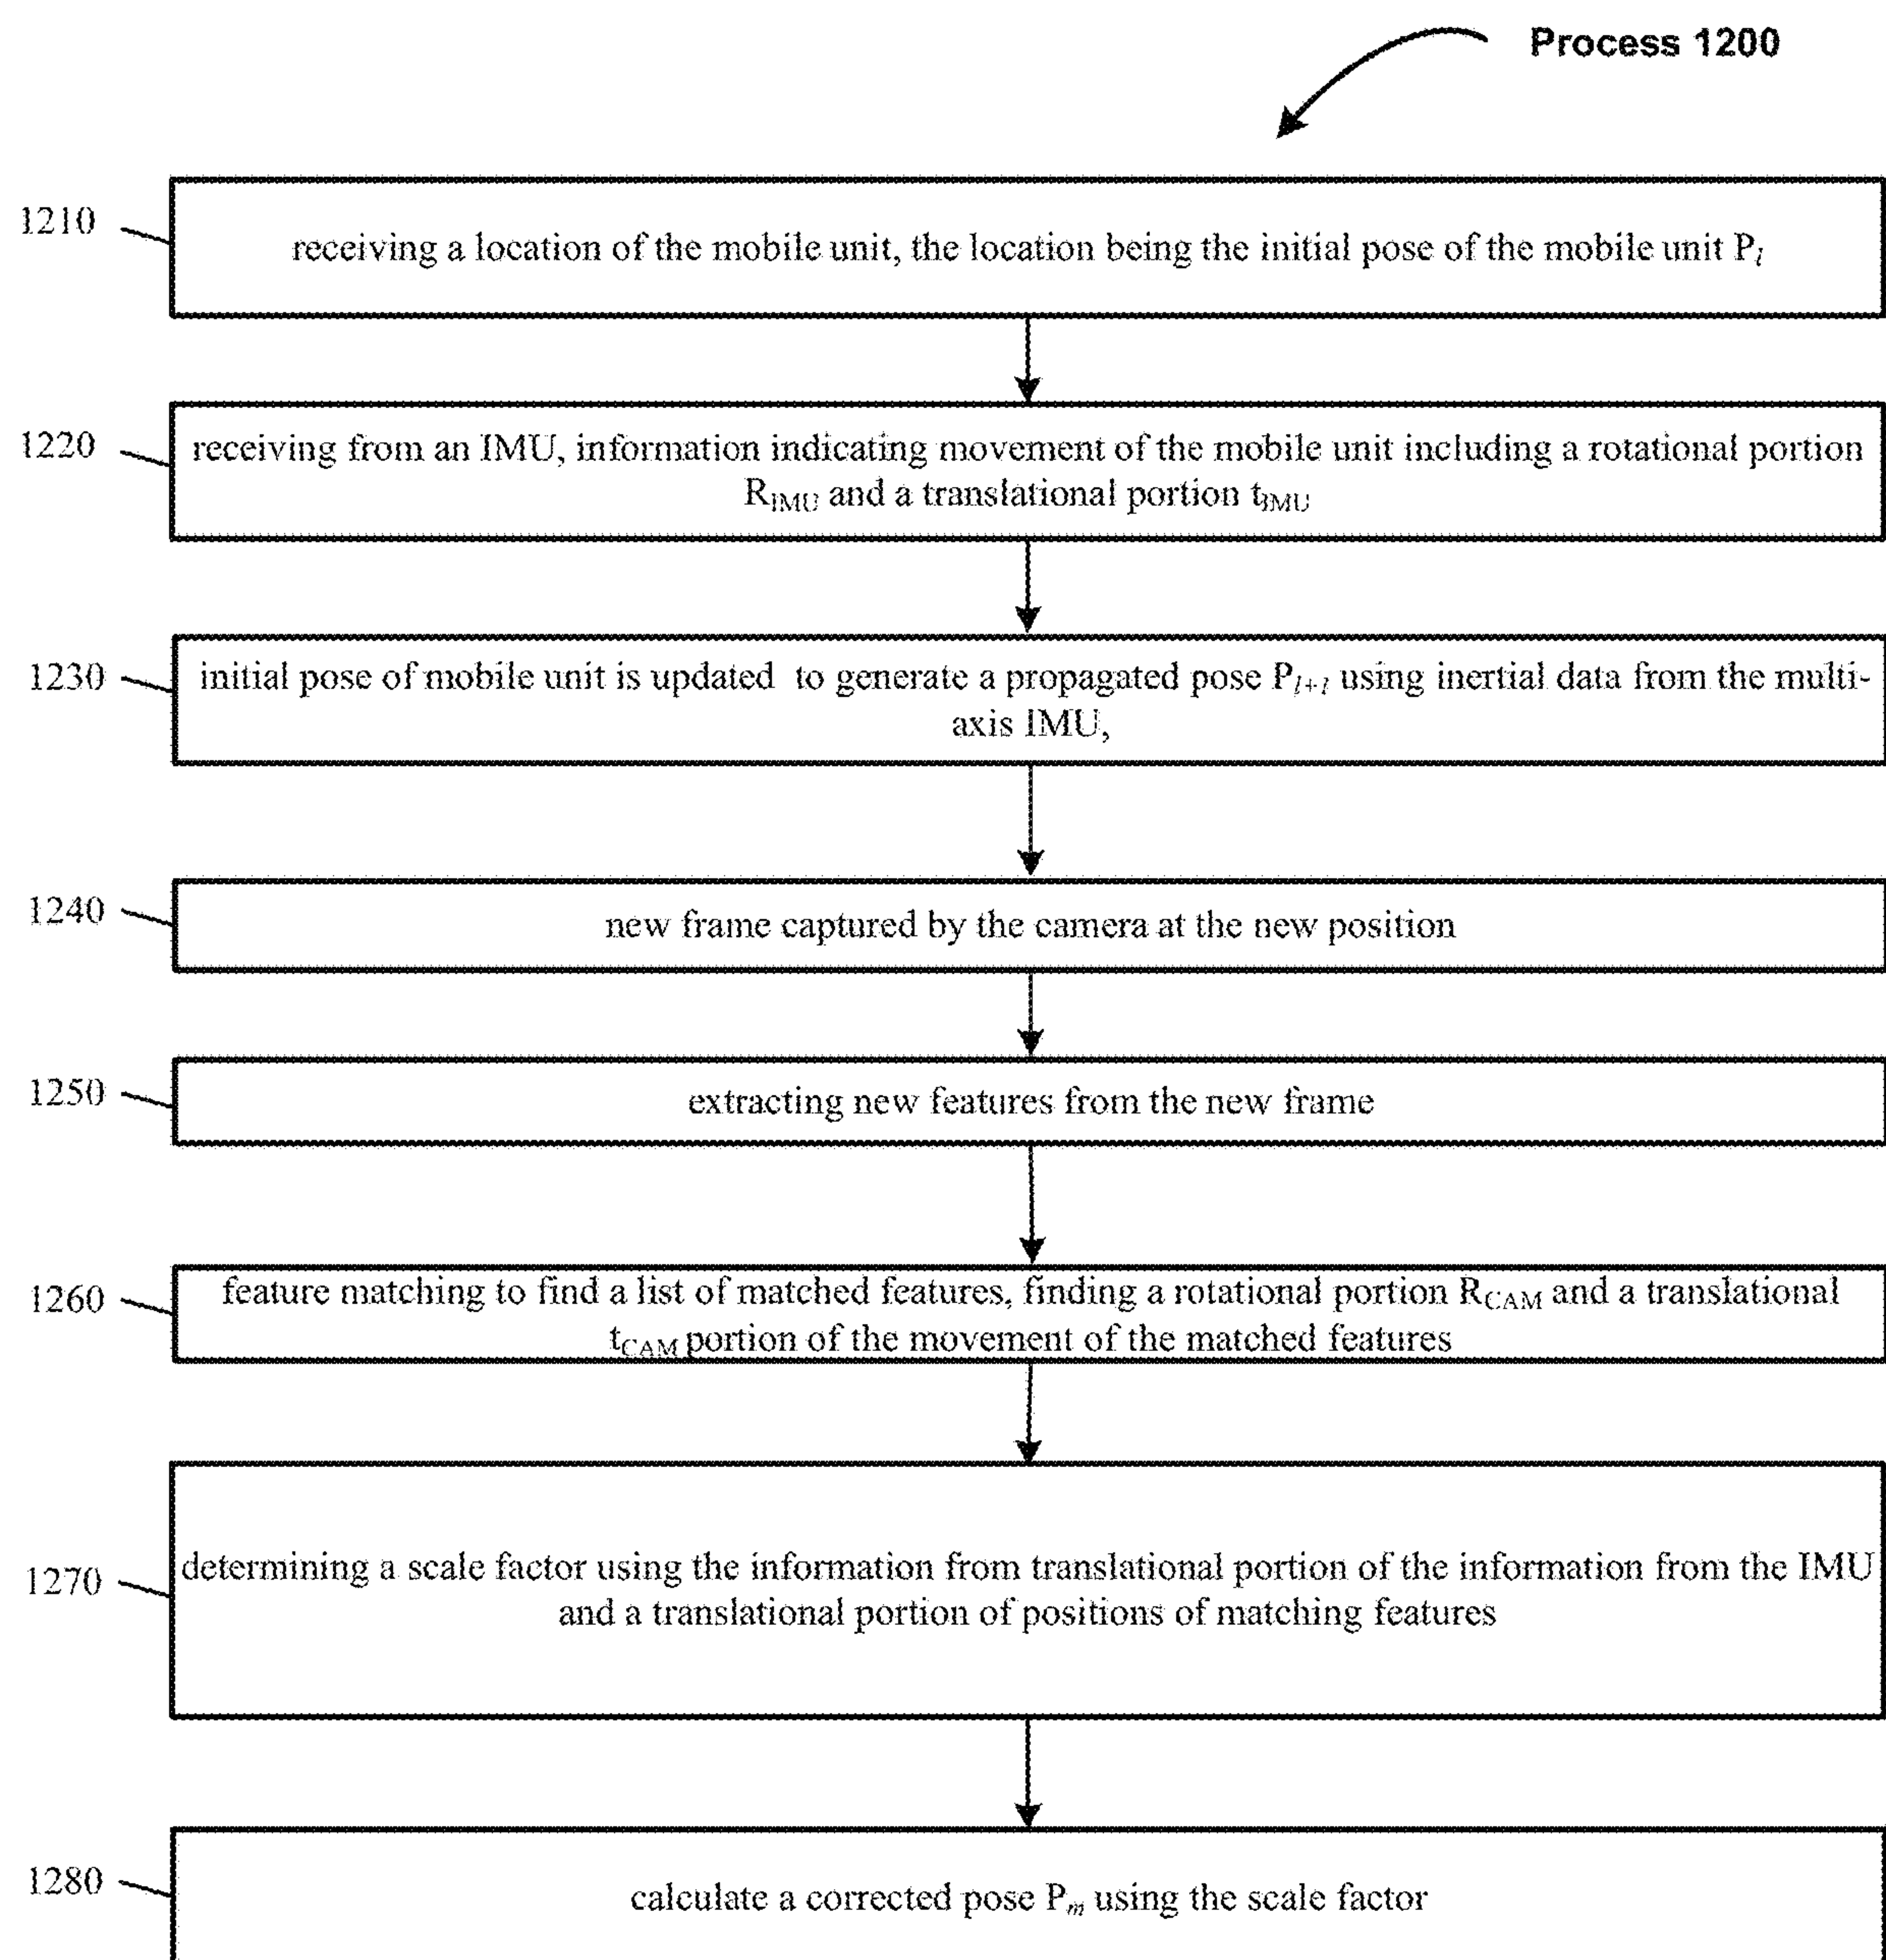 Process 1200
1210
receiving a location of the mobile unit, the location being the initial pose of the mobile unit Pₗ
1220
receiving from an IMU, information indicating movement of the mobile unit including a rotational portion
R_IMU and a translational portion t_IMU
1230
initial pose of mobile unit is updated to generate a propagated pose P_l+l using inertial data from the multi-
axis IMU,
1240
new frame captured by the camera at the new position
1250
extracting new features from the new frame
1260
feature matching to find a list of matched features, finding a rotational portion R_CAM and a translational
t_CAM portion of the movement of the matched features
1270
determining a scale factor using the information from translational portion of the information from the IMU
and a translational portion of positions of matching features
1280
calculate a corrected pose P_m using the scale factor